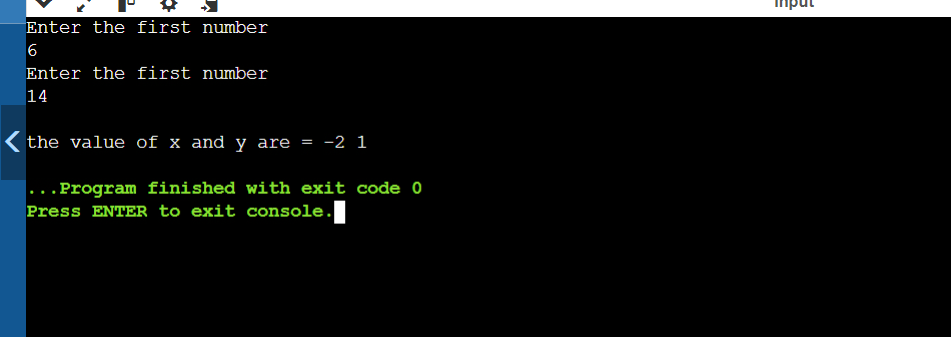 input
Enter the first number
6
Enter the first number
14
the value of x and y are = -2 1
...Program finished with exit code 0
Press ENTER to exit console.